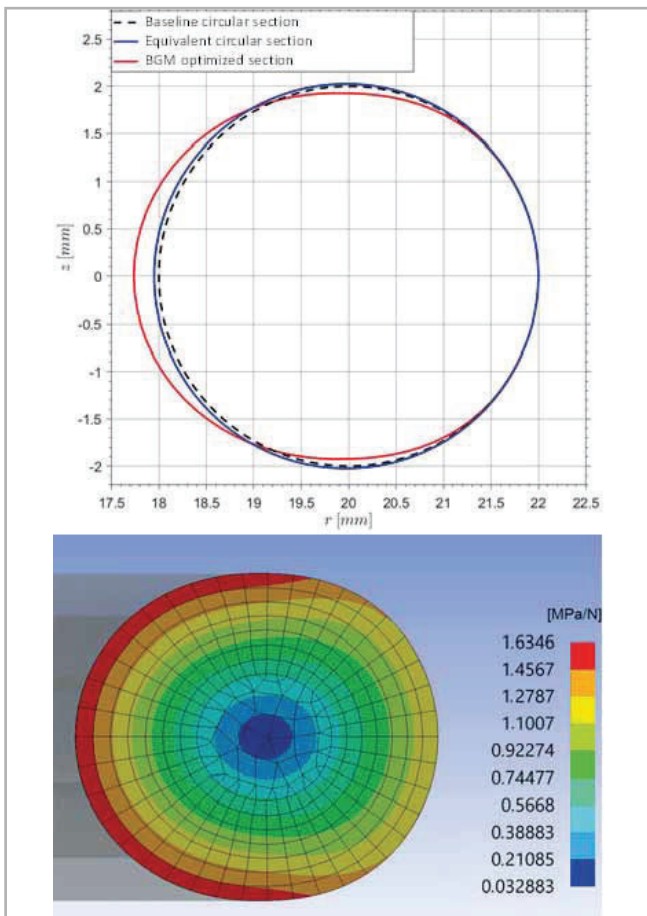 Baseline circular section
Equivalent circular section
BGM optimized section
2.5
2
1.5
1
0.5
0
-0.5
-1
-1.5
-2
z [mm]
17.5 18 18.5 19 19.5 20 20.5 21 21.5 22 22.5
r [mm]
[MPa/N]
1.6346
1.4567
1.2787
1.1007
0.92274
0.74477
0.5668
0.38883
0.21085
0.032883